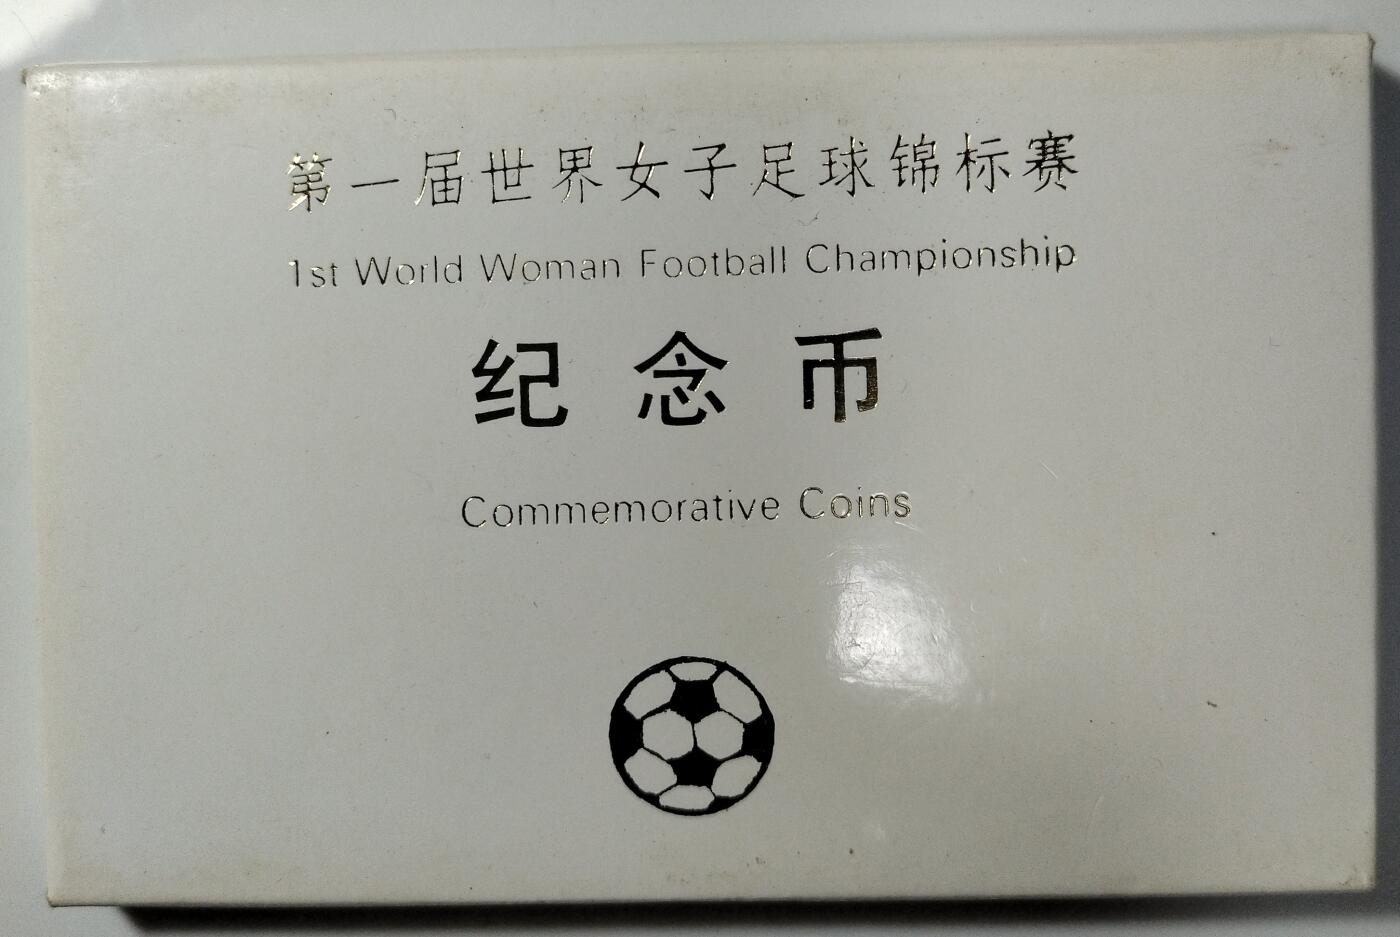 第一届世界女子足球锦标赛
1st World Woman Football Championship
纪念币
Commemorative Coins